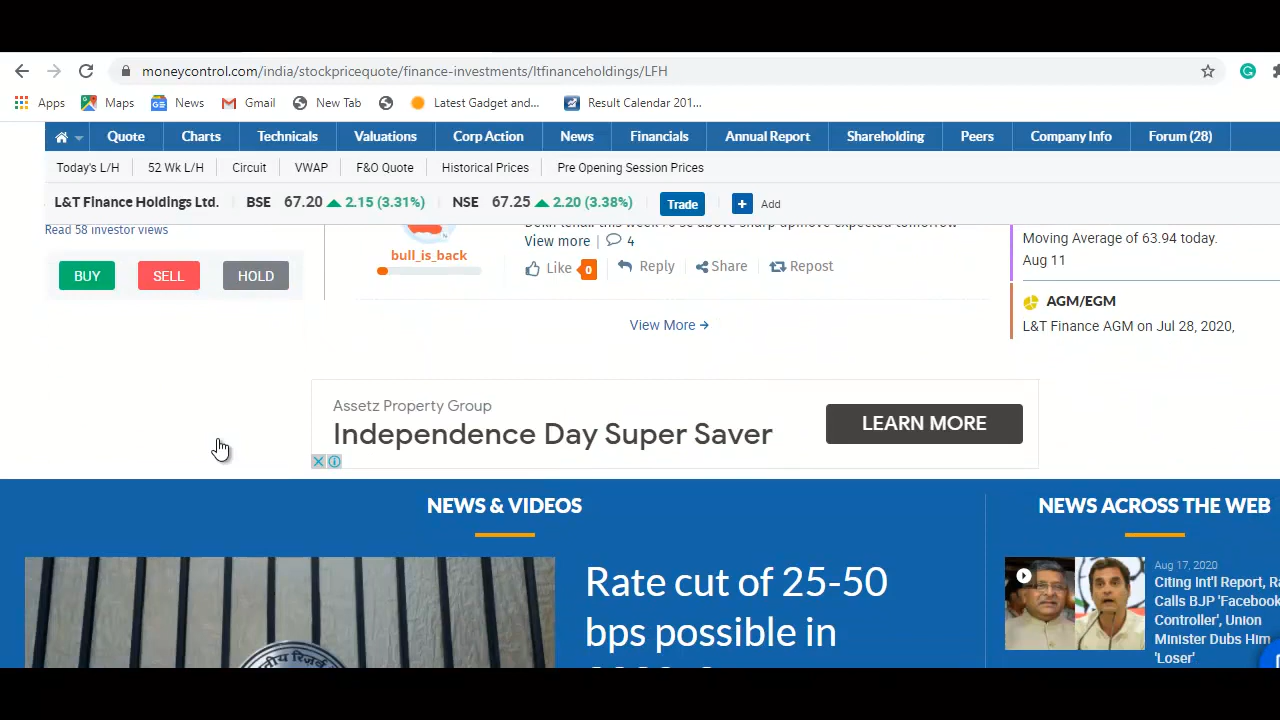 moneycontrol.com/india/stockpricequote/finance-investments/ltfinanceholdings/LFH
Apps Maps News Gmail New Tab Latest Gadget and... Result Calendar 201...
Quote Charts Technicals Valuations Corp Action News Financials Annual Report Shareholding Peers Company Info Forum (28)
Today's L/H 52 Wk L/H Circuit VWAP F&O Quote Historical Prices Pre Opening Session Prices
L&T Finance Holdings Ltd. BSE 67.20 2.15 (3.31%) NSE 67.25 2.20 (3.38%) Trade + Add
Read 58 investor views
BUY SELL HOLD
bull_is_back
View more | 4
Like 0 Reply Share Repost
View More
Moving Average of 63.94 today.
Aug 11
AGM/EGM
L&T Finance AGM on Jul 28, 2020,
Assetz Property Group
Independence Day Super Saver
LEARN MORE
NEWS & VIDEOS
Rate cut of 25-50
bps possible in
भारतीय रिज़र्व
NEWS ACROSS THE WEB
Aug 17, 2020
Citing Int'l Report, Ra
Calls BJP 'Facebook
Controller', Union
Minister Dubs Him
'Loser'